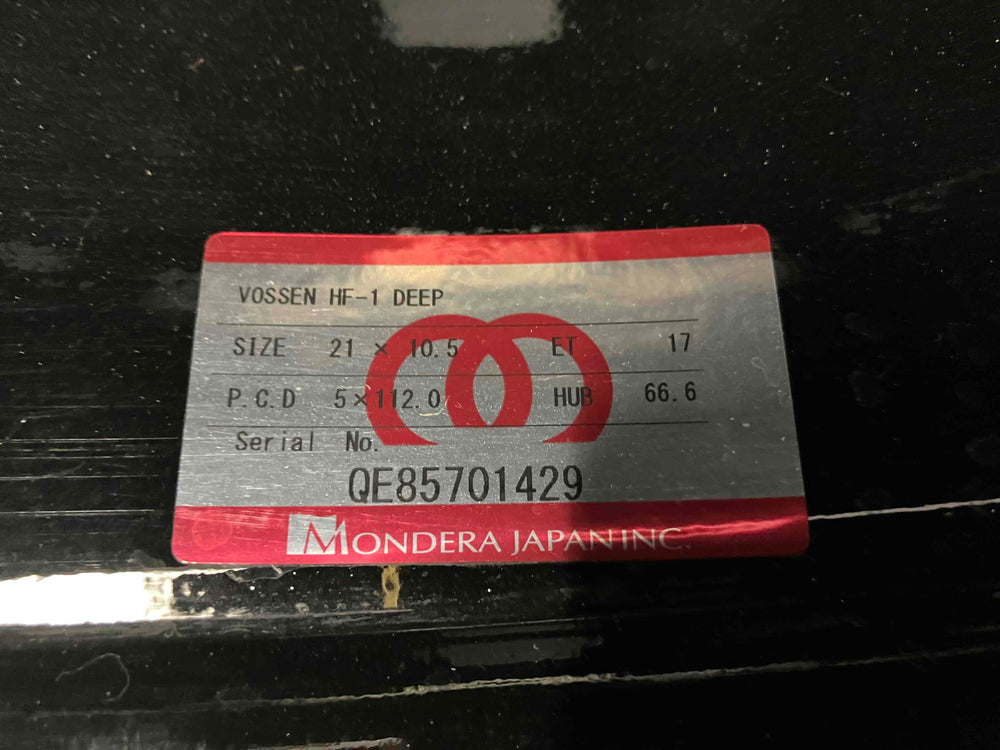 VOSSEN HF-1 DEEP
SIZE 21 × 10.5 ET 17
P.C.D 5×112.0 HUB 66.6
Serial No.
QE85701429
MONDERA JAPAN INC.